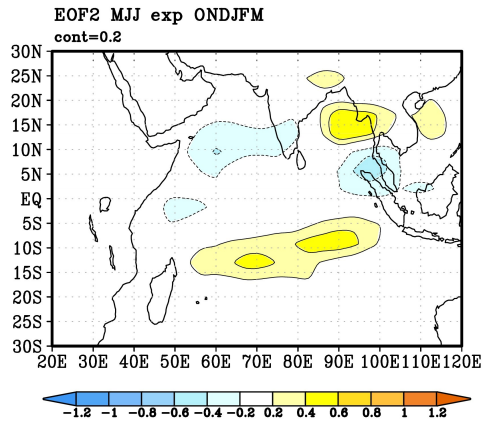 EOF2 MJJ exp ONDJFM
cont=0.2
30N
25N
20N
15N
10N
5N
EQ
5S
10S
15S
20S
25S
30S
20E 30E 40E 50E 60E 70E 80E 90E 100E 110E 120E
-1.2 -1 -0.8 -0.6 -0.4 -0.2 0.2 0.4 0.6 0.8 1 1.2